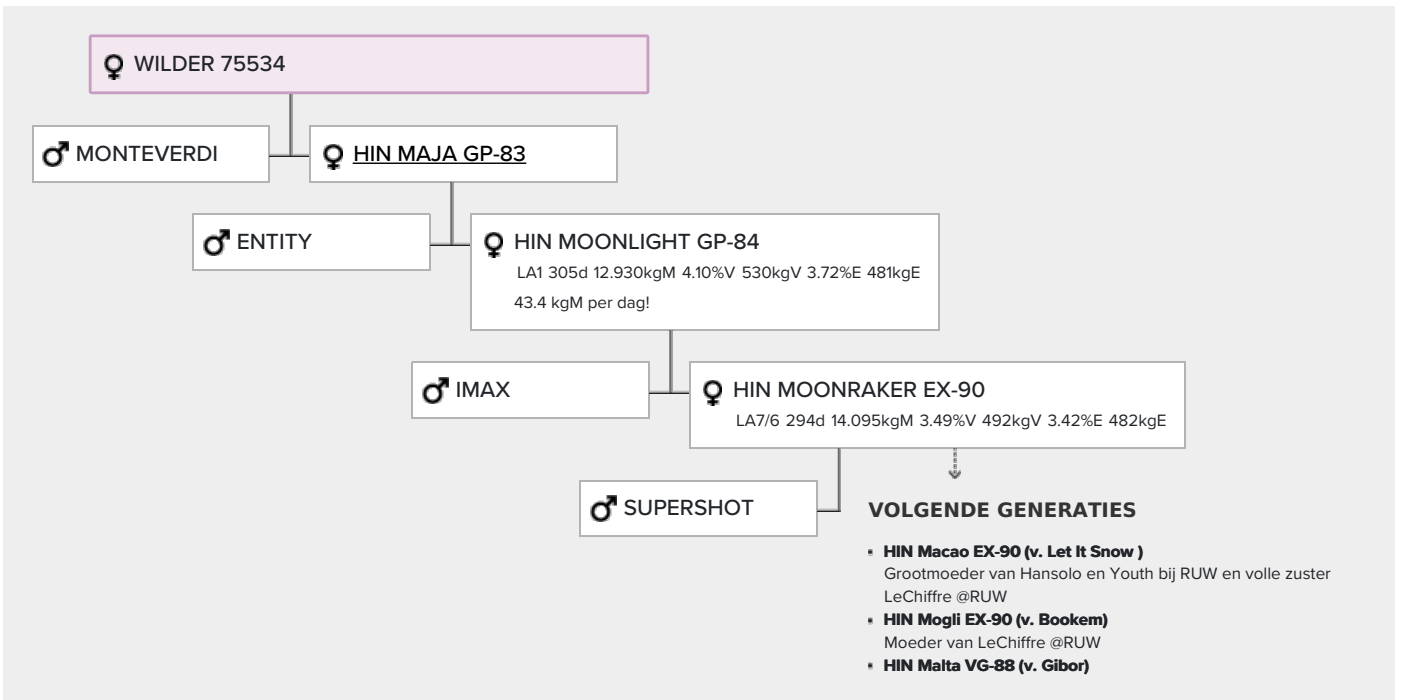 WILDER 75534
MONTEVERDI
HIN MAJA GP-83
ENTITY
HIN MOONLIGHT GP-84
LA1 305d 12.930kgM 4.10%V 530kgV 3.72%E 481kgE
43.4 kgM per dag!
IMAX
HIN MOONRAKER EX-90
LA7/6 294d 14.095kgM 3.49%V 492kgV 3.42%E 482kgE
SUPERSHOT
VOLGENDE GENERATIES
HIN Macao EX-90 (v. Let It Snow )
Grootmoeder van Hansolo en Youth bij RUW en volle zuster
LeChiffre @RUW
HIN Mogli EX-90 (v. Bookem)
Moeder van LeChiffre @RUW
HIN Malta VG-88 (v. Gibor)